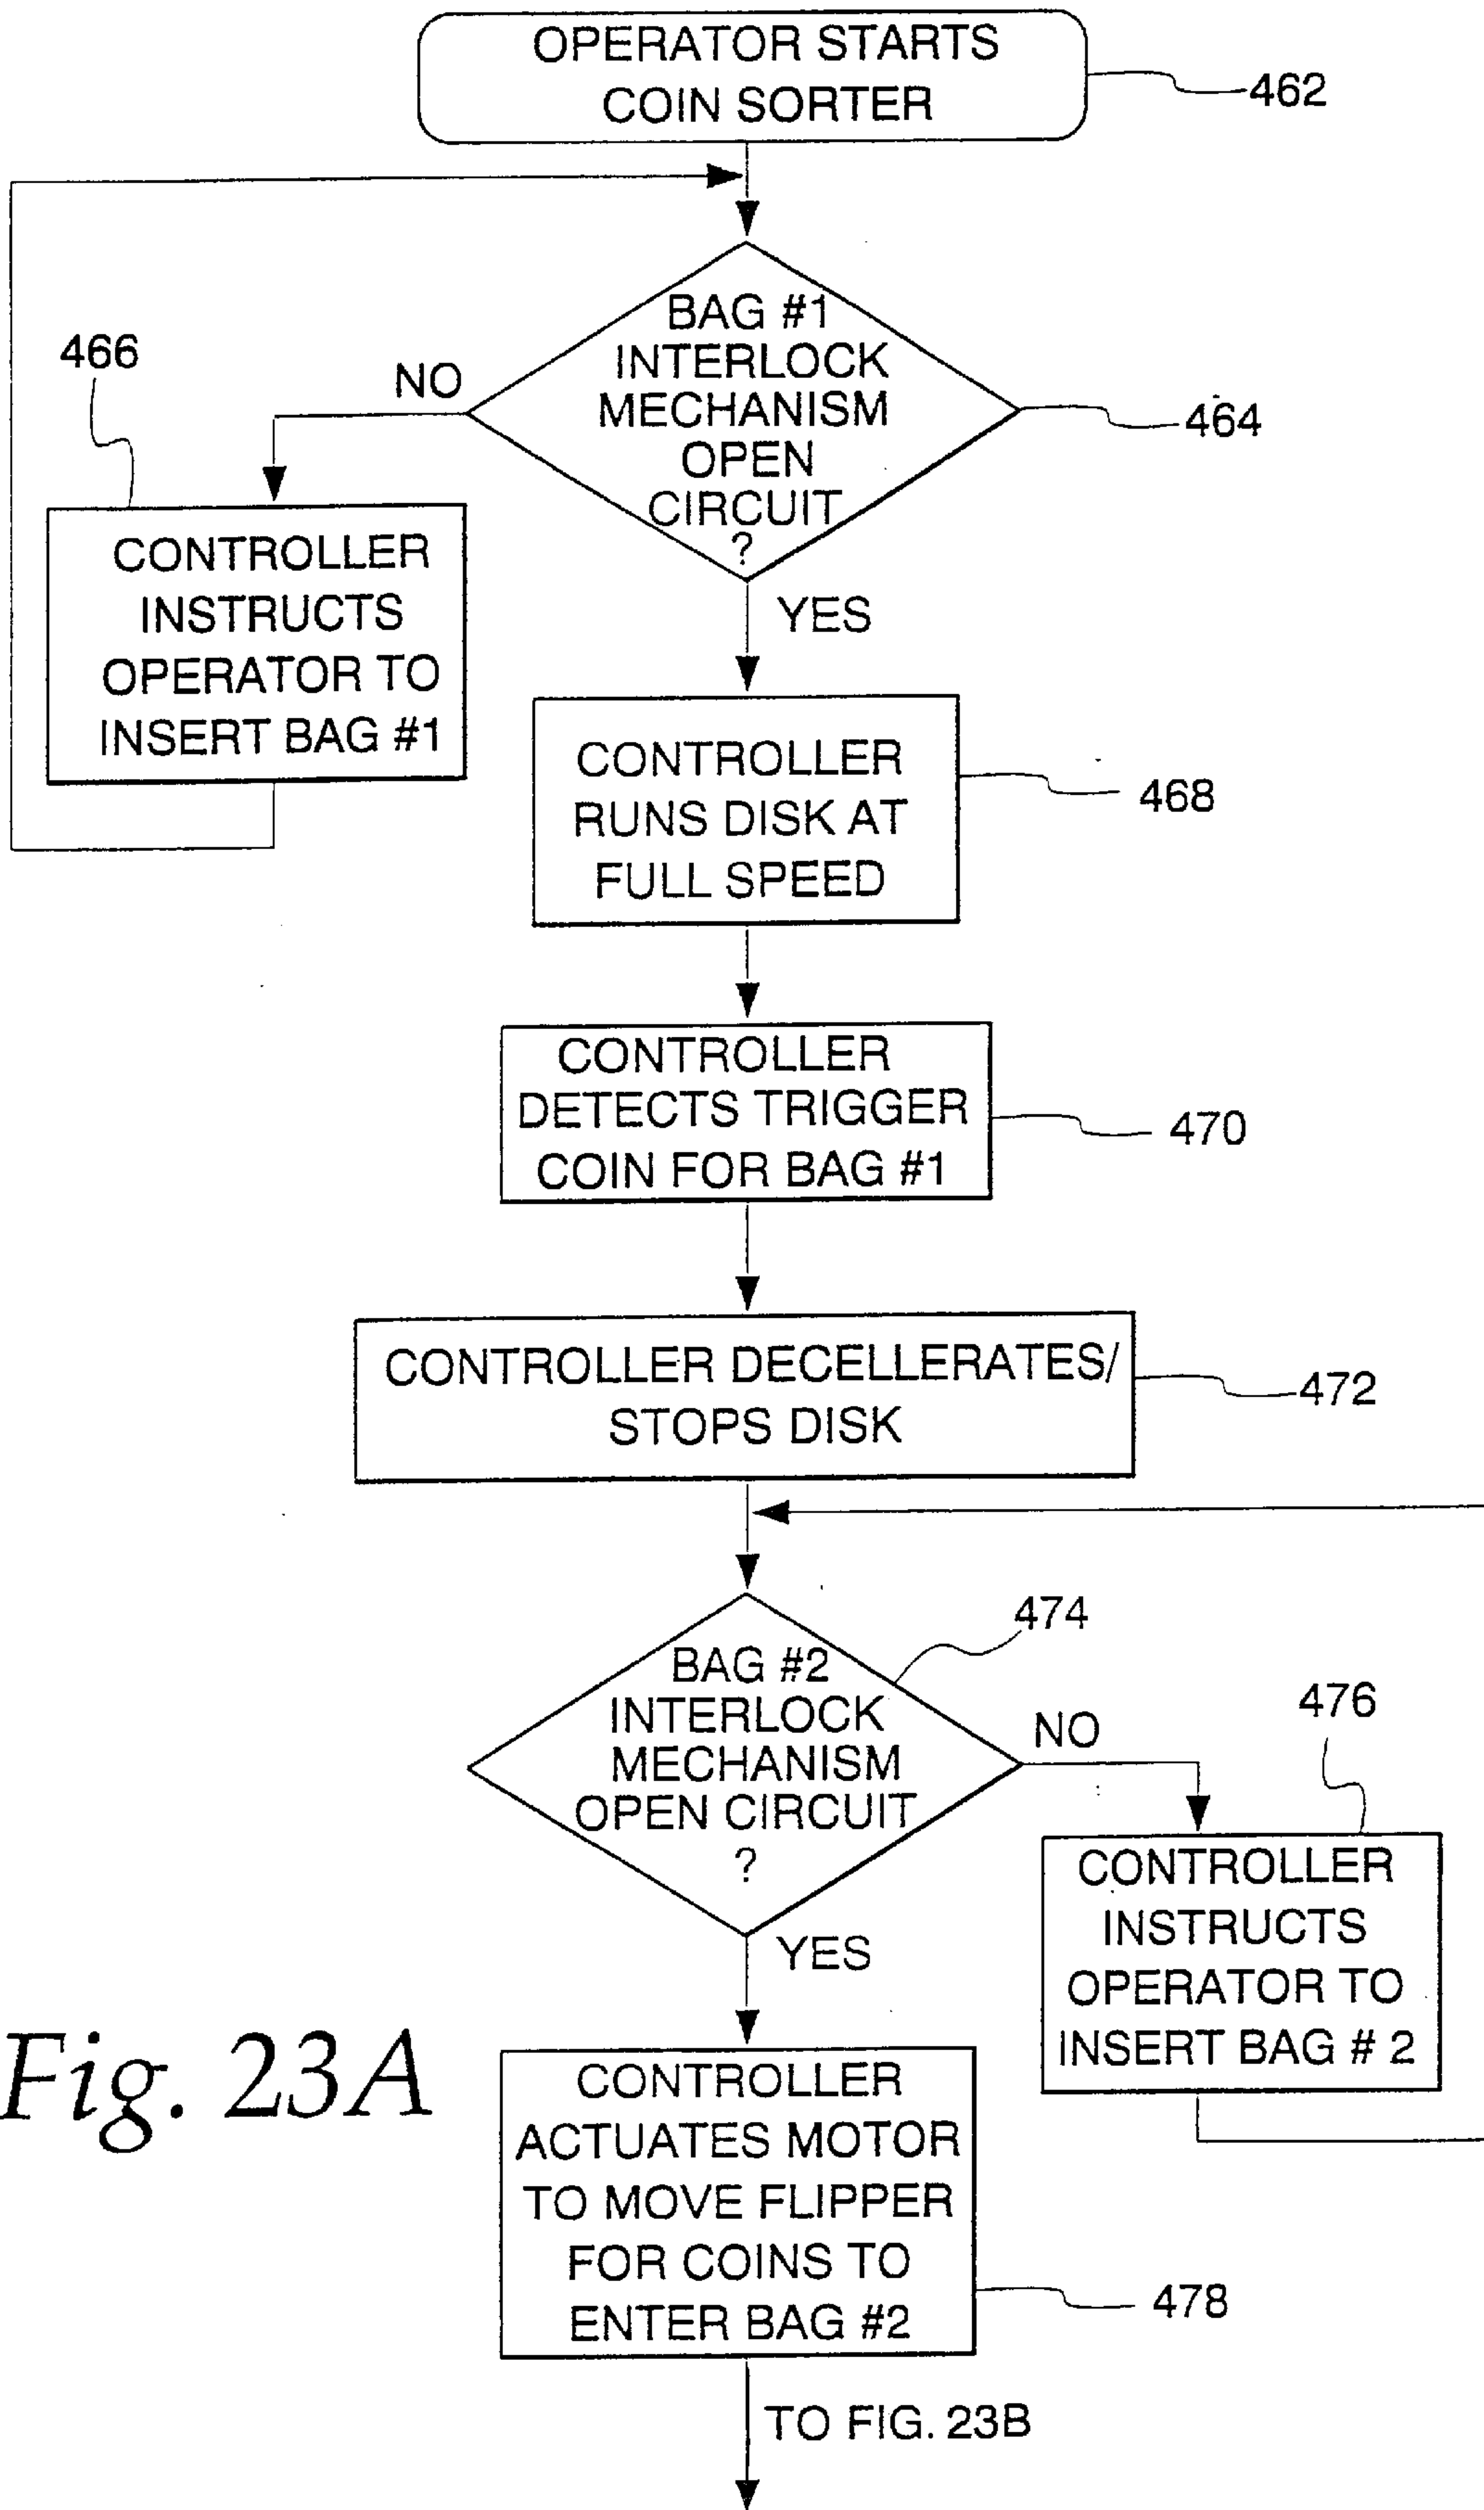 OPERATOR STARTS
COIN SORTER
462
BAG #1
INTERLOCK
MECHANISM
OPEN
CIRCUIT
?
464
NO
466
CONTROLLER
INSTRUCTS
OPERATOR TO
INSERT BAG #1
YES
CONTROLLER
RUNS DISK AT
FULL SPEED
468
CONTROLLER
DETECTS TRIGGER
COIN FOR BAG #1
470
CONTROLLER DECELLERATES/
STOPS DISK
472
BAG #2
INTERLOCK
MECHANISM
OPEN CIRCUIT
?
474
NO
476
CONTROLLER
INSTRUCTS
OPERATOR TO
INSERT BAG # 2
YES
CONTROLLER
ACTUATES MOTOR
TO MOVE FLIPPER
FOR COINS TO
ENTER BAG #2
478
TO FIG. 23B
Fig. 23A